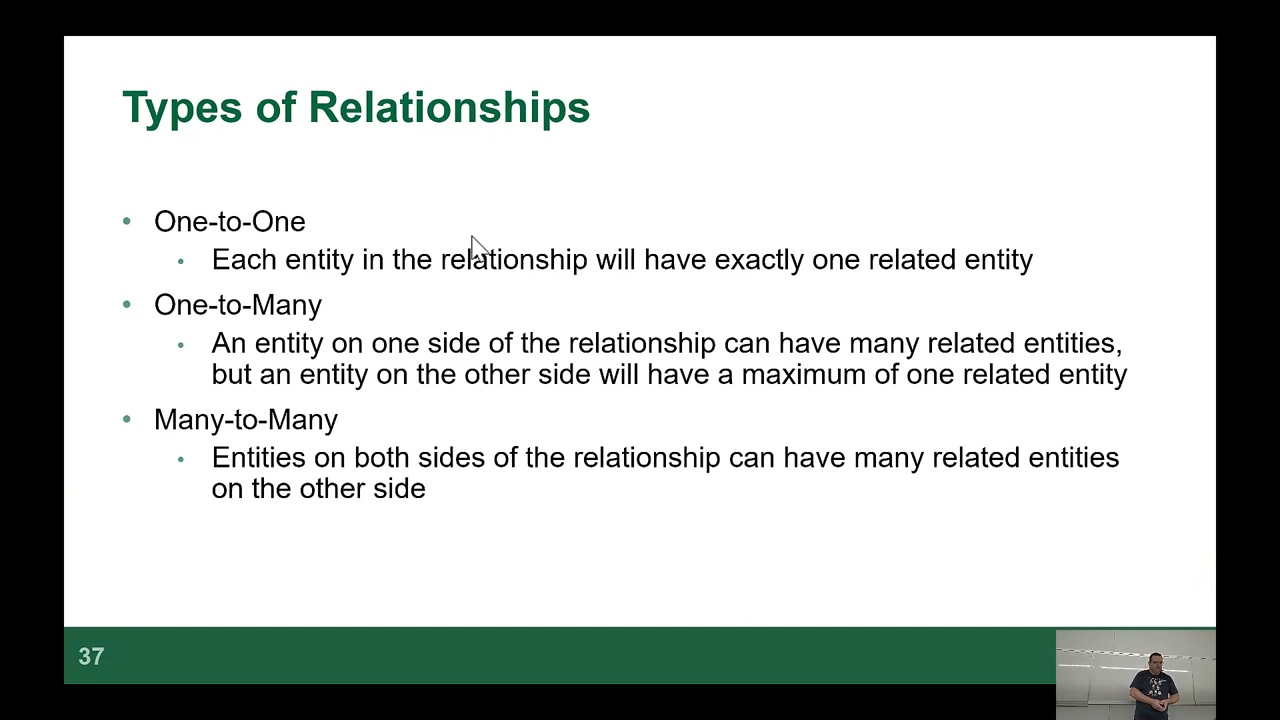 Types of Relationships
• One-to-One
• Each entity in the relationship will have exactly one related entity
• One-to-Many
• An entity on one side of the relationship can have many related entities,
but an entity on the other side will have a maximum of one related entity
• Many-to-Many
• Entities on both sides of the relationship can have many related entities
on the other side
37